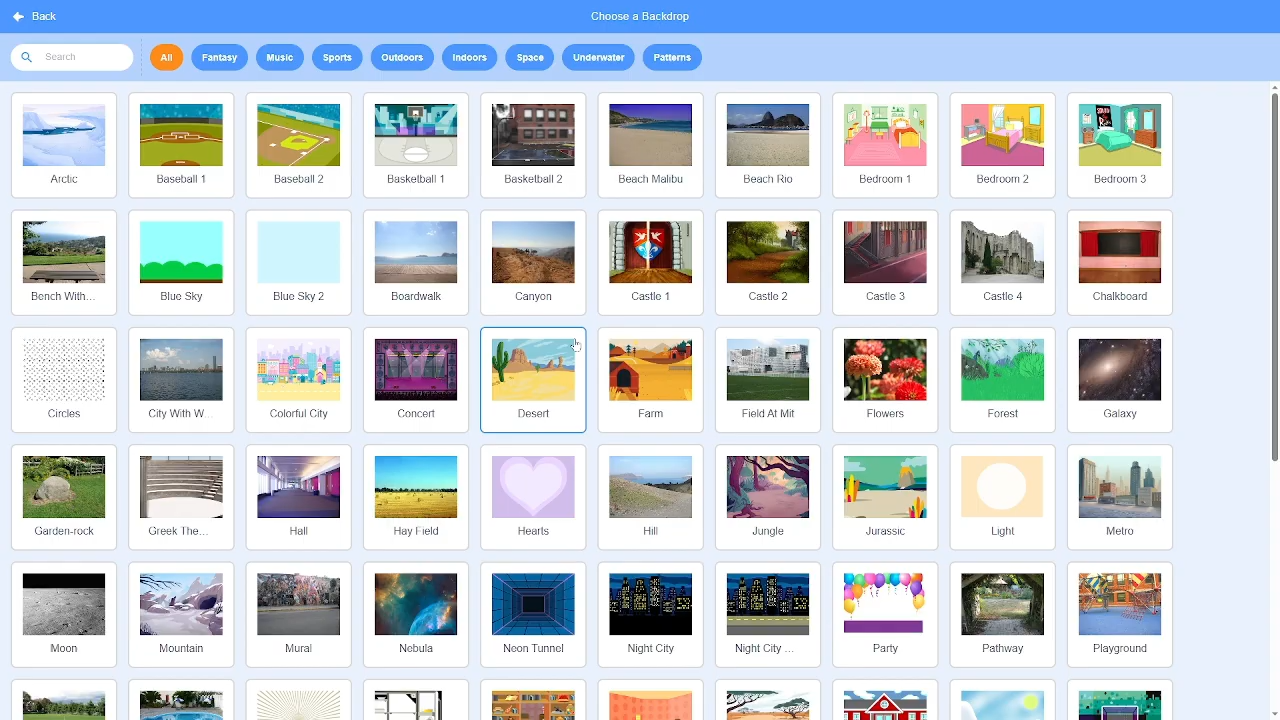 Back
Choose a Backdrop
Search
All
Fantasy
Music
Sports
Outdoors
Indoors
Space
Underwater
Patterns
Arctic
Baseball 1
Baseball 2
Basketball 1
Basketball 2
Beach Malibu
Beach Rio
Bedroom 1
Bedroom 2
Bedroom 3
Bench With...
Blue Sky
Blue Sky 2
Boardwalk
Canyon
Castle 1
Castle 2
Castle 3
Castle 4
Chalkboard
Circles
City With W...
Colorful City
Concert
Desert
Farm
Field At Mit
Flowers
Forest
Galaxy
Garden-rock
Greek The...
Hall
Hay Field
Hearts
Hill
Jungle
Jurassic
Light
Metro
Moon
Mountain
Mural
Nebula
Neon Tunnel
Night City
Night City ...
Party
Pathway
Playground